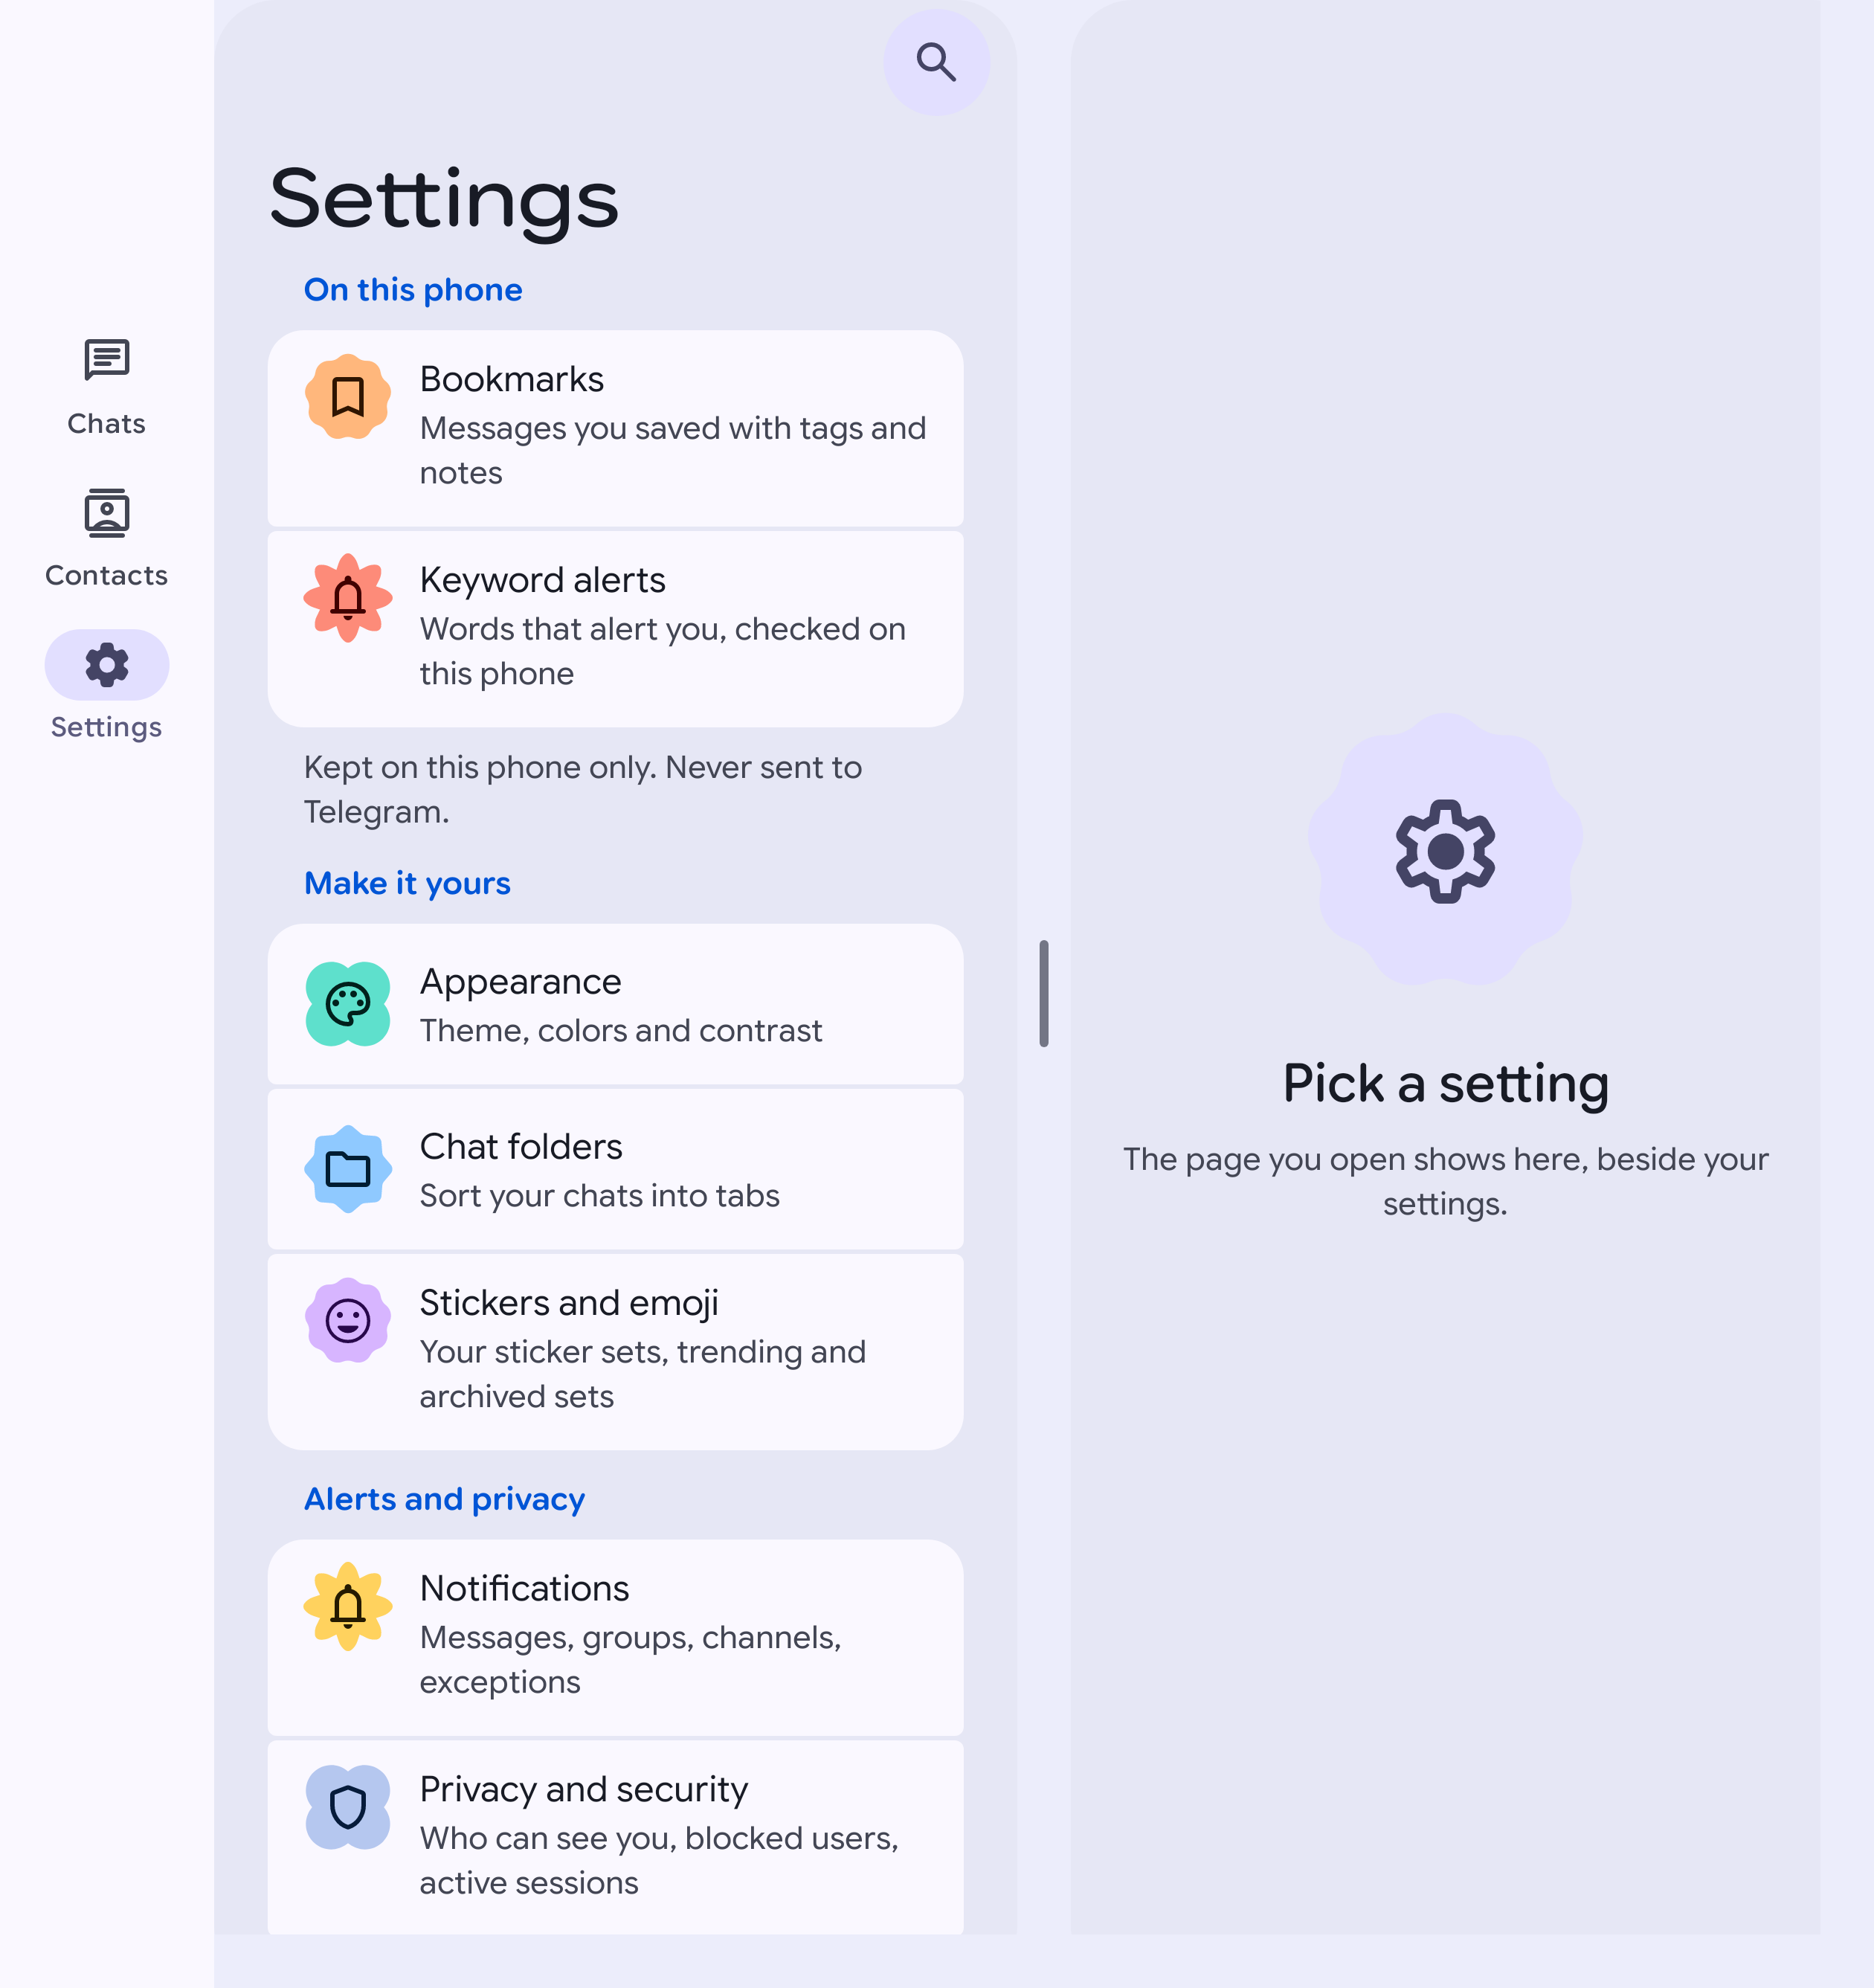 Chats
Contacts
Settings
Settings
On this phone
Bookmarks
Messages you saved with tags and
notes
Keyword alerts
Words that alert you, checked on
this phone
Kept on this phone only. Never sent to
Telegram.
Make it yours
Appearance
Theme, colors and contrast
Chat folders
Sort your chats into tabs
Stickers and emoji
Your sticker sets, trending and
archived sets
Alerts and privacy
Notifications
Messages, groups, channels,
exceptions
Privacy and security
Who can see you, blocked users,
active sessions
Pick a setting
The page you open shows here, beside your
settings.